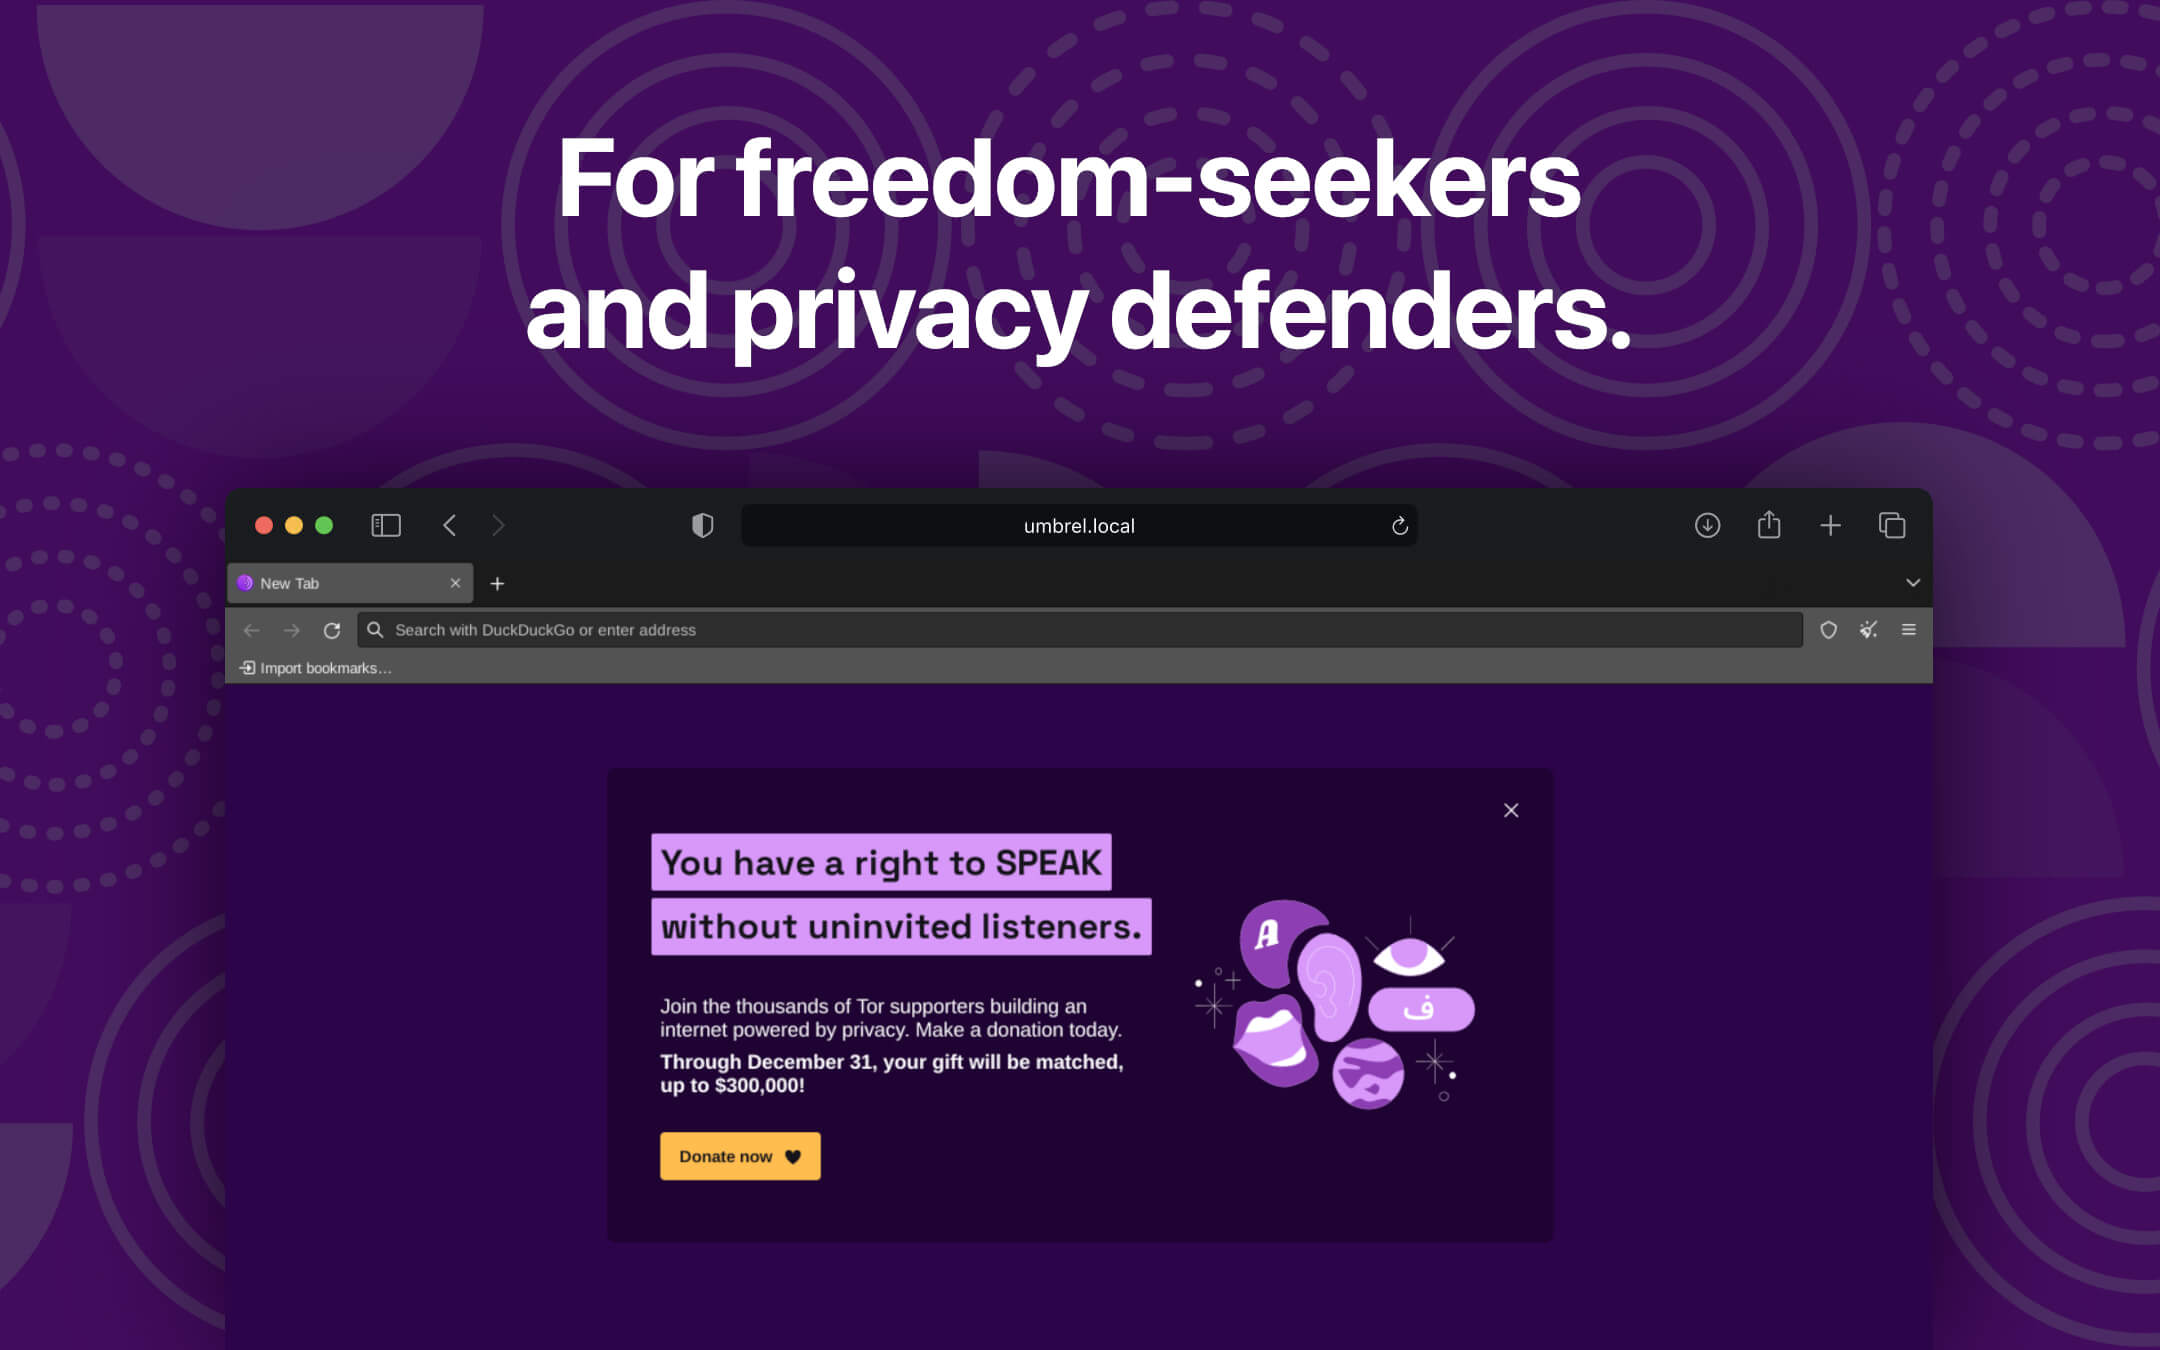 For freedom-seekers
and privacy defenders.
umbrel.local
New Tab
Search with DuckDuckGo or enter address
Import bookmarks…
You have a right to SPEAK
without uninvited listeners.
A
ف
Join the thousands of Tor supporters building an
internet powered by privacy. Make a donation today.
Through December 31, your gift will be matched,
up to $300,000!
Donate now